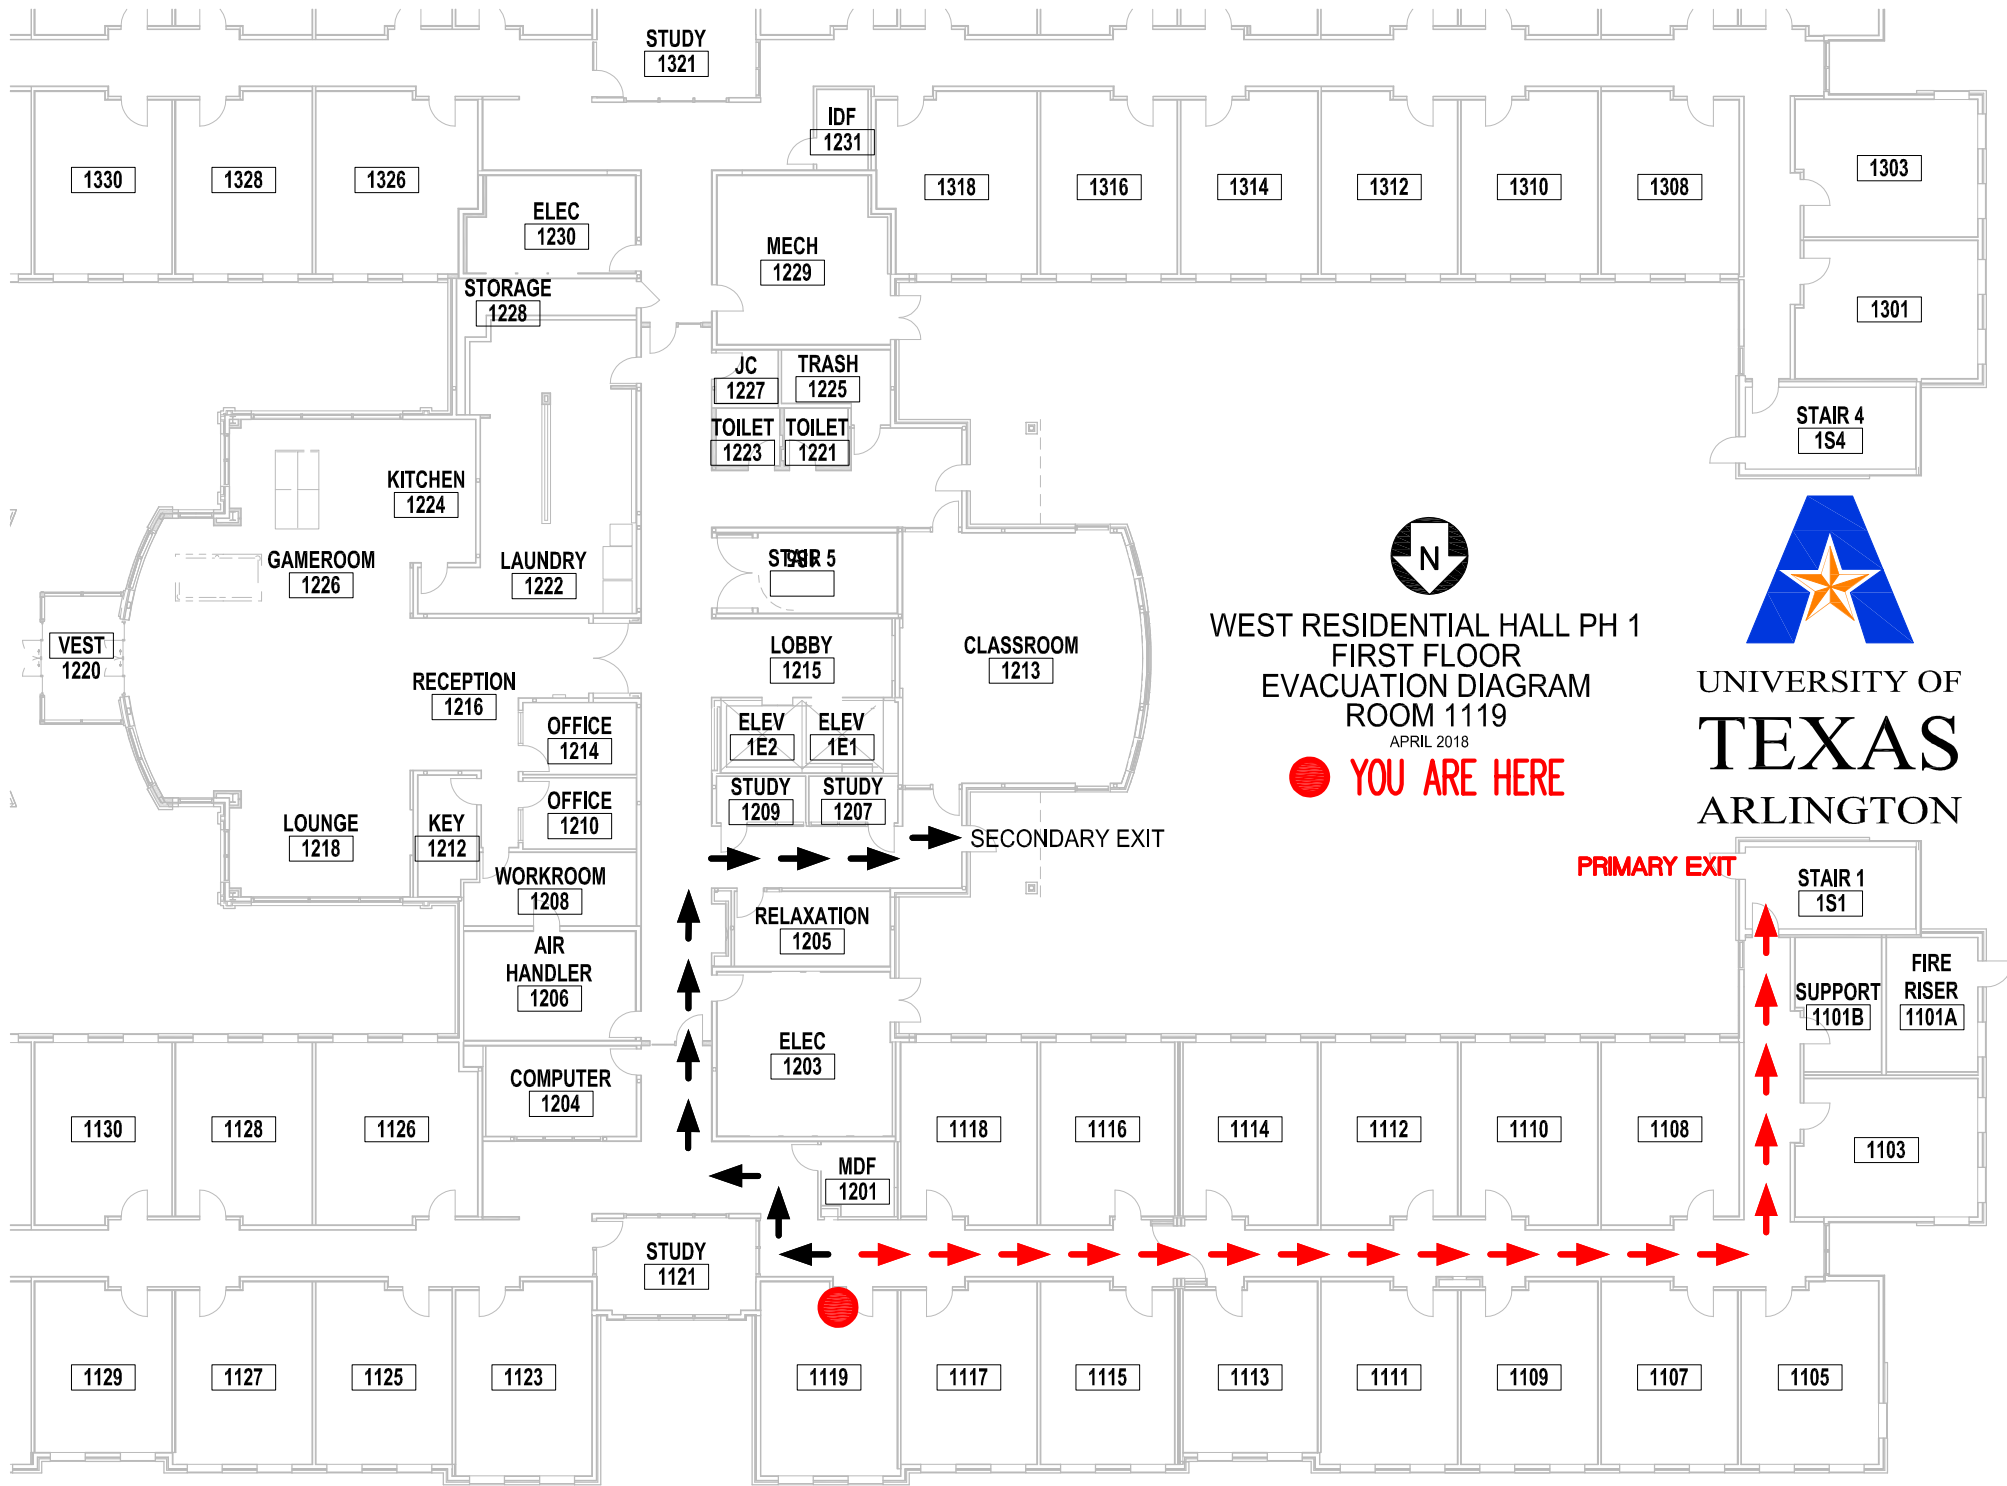 STUDY
1321
IDF
1231
1330
1328
1326
1318
1316
1314
1312
1310
1308
1303
ELEC
1230
MECH
1229
STORAGE
1228
1301
JC
1227
TRASH
1225
TOILET
1223
TOILET
1221
STAIR 4
1S4
KITCHEN
1224
GAMEROOM
1226
LAUNDRY
1222
STAIR 5
N
VEST
1220
LOBBY
1215
CLASSROOM
1213
RECEPTION
1216
OFFICE
1214
ELEV
1E2
ELEV
1E1
WEST RESIDENTIAL HALL PH 1
FIRST FLOOR
EVACUATION DIAGRAM
ROOM 1119
APRIL 2018
YOU ARE HERE
UNIVERSITY OF
TEXAS
ARLINGTON
STUDY
1209
STUDY
1207
OFFICE
1210
LOUNGE
1218
KEY
1212
SECONDARY EXIT
PRIMARY EXIT
WORKROOM
1208
STAIR 1
1S1
RELAXATION
1205
AIR
HANDLER
1206
SUPPORT
1101B
FIRE
RISER
1101A
ELEC
1203
COMPUTER
1204
1130
1128
1126
1118
1116
1114
1112
1110
1108
1103
MDF
1201
STUDY
1121
1129
1127
1125
1123
1119
1117
1115
1113
1111
1109
1107
1105